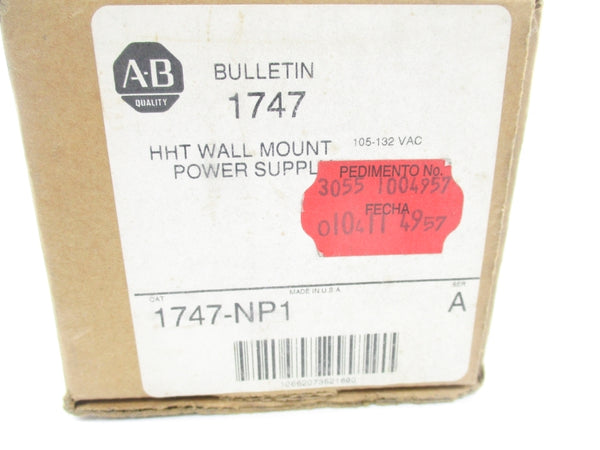 A·B
QUALITY
BULLETIN
1747
HHT WALL MOUNT
POWER SUPPL
105-132 VAC
PEDIMENTO No.
3055 1004957
FECHA
010411 4957
MADE IN U.S.A
CAT
SER
1747-NP1
A